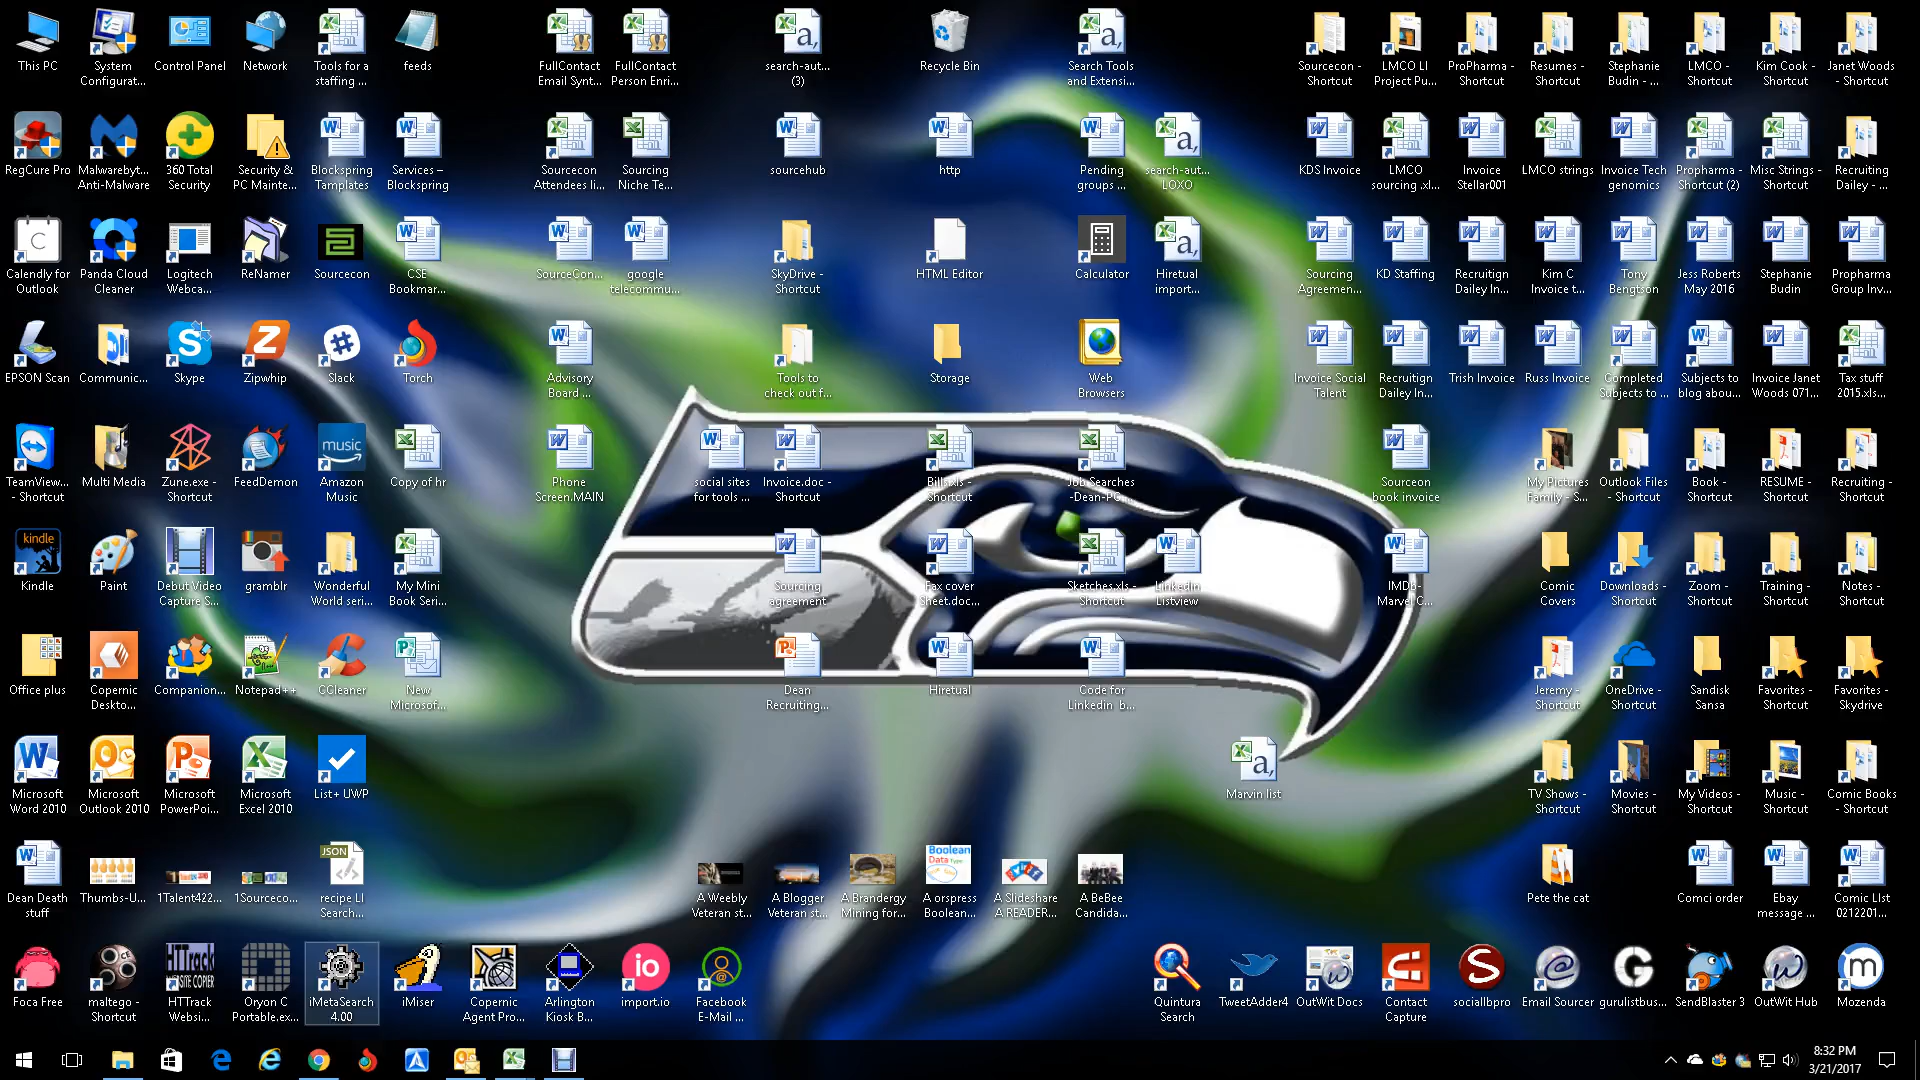 This PC
System
Configurat...
Control Panel
Network
Tools for a
staffing ...
feeds
FullContact
Email Synt...
FullContact
Person Enri...
search-aut...
(3)
Recycle Bin
Search Tools
and Extensi...
Sourcecon -
Shortcut
LMCO LI
Project Pu...
ProPharma -
Shortcut
Resumes -
Shortcut
Stephanie
Budin - ...
LMCO -
Shortcut
Kim Cook -
Shortcut
Janet Woods
- Shortcut
RegCure Pro
Malwarebyt...
Anti-Malware
360 Total
Security
Security &
PC Mainte...
Blockspring
Tamplates
Services –
Blockspring
Sourcecon
Attendees li...
Sourcing
Niche Te...
sourcehub
http
Pending
groups ...
search-aut...
LOXO
KDS Invoice
LMCO
sourcing .xl...
Invoice
Stellar001
LMCO strings
Invoice Tech
genomics
Propharma -
Shortcut (2)
Misc Strings -
Shortcut
Recruiting
Dailey - ...
Calendly for
Outlook
Panda Cloud
Cleaner
Logitech
Webca...
ReNamer
Sourcecon
CSE
Bookmar...
SourceCon...
google
telecommu...
SkyDrive -
Shortcut
HTML Editor
Calculator
Hiretual
import...
Sourcing
Agreemen...
KD Staffing
Recruitign
Dailey In...
Kim C
Invoice t...
Tony
Bengtson
Jess Roberts
May 2016
Stephanie
Budin
Propharma
Group Inv...
EPSON Scan
Communic...
Skype
Zipwhip
Slack
Torch
Advisory
Board ...
Tools to
check out f...
Storage
Web
Browsers
Invoice Social
Talent
Recruitign
Dailey In...
Trish Invoice
Russ Invoice
Completed
Subjects to ...
Subjects to
blog abou...
Invoice Janet
Woods 071...
Tax stuff
2015.xls...
TeamView...
- Shortcut
Multi Media
Zune.exe -
Shortcut
FeedDemon
music
Amazon
Music
Copy of hr
Phone
Screen.MAIN
social sites
for tools ...
Invoice.doc -
Shortcut
Bills.xls -
Shortcut
Job Searches
-Dean-PC...
Sourceon
book invoice
My Pictures
Family - S...
Outlook Files
- Shortcut
Book -
Shortcut
RESUME -
Shortcut
Recruiting -
Shortcut
kindle
Kindle
Paint
Debut Video
Capture S...
gramblr
Wonderful
World seri...
My Mini
Book Seri...
Sourcing
agreement
Fax cover
Sheet.doc...
Sketches.xls -
Shortcut
Linkedin
Listview
IMDb-
Marvel C...
Comic
Covers
Downloads -
Shortcut
Zoom -
Shortcut
Training -
Shortcut
Notes -
Shortcut
Office plus
Copernic
Deskto...
Companion...
Notepad++
CCleaner
New
Microsof...
Dean
Recruiting...
Hiretual
Code for
Linkedin b...
Jeremy -
Shortcut
OneDrive -
Shortcut
Sandisk
Sansa
Favorites -
Shortcut
Favorites -
Skydrive
Microsoft
Word 2010
Microsoft
Outlook 2010
Microsoft
PowerPoi...
Microsoft
Excel 2010
List+ UWP
Marvin list
TV Shows -
Shortcut
Movies -
Shortcut
My Videos -
Shortcut
Music -
Shortcut
Comic Books
- Shortcut
Dean Death
stuff
Thumbs-U...
1Talent422...
1Sourceco...
JSON
recipe LI
Search...
A Weebly
Veteran st...
A Blogger
Veteran st...
A Brandergy
Mining for...
Boolean
Data Type
A orspress
Boolean...
A Slideshare
A READER...
A BeBee
Candida...
Pete the cat
Comci order
Ebay
message ...
Comic LIst
0212201...
Foca Free
maltego -
Shortcut
HTTrack
WEBSITE COPIER
HTTrack
Websi...
Oryon C
Portable.ex...
iMetaSearch
4.00
iMiser
Copernic
Agent Pro...
Arlington
Kiosk B...
io
import.io
Facebook
E-Mail ...
Quintura
Search
TweetAdder4
OutWit Docs
Contact
Capture
sociallbpro
Email Sourcer
gurulistbus...
SendBlaster 3
OutWit Hub
Mozenda
8:32 PM
3/21/2017